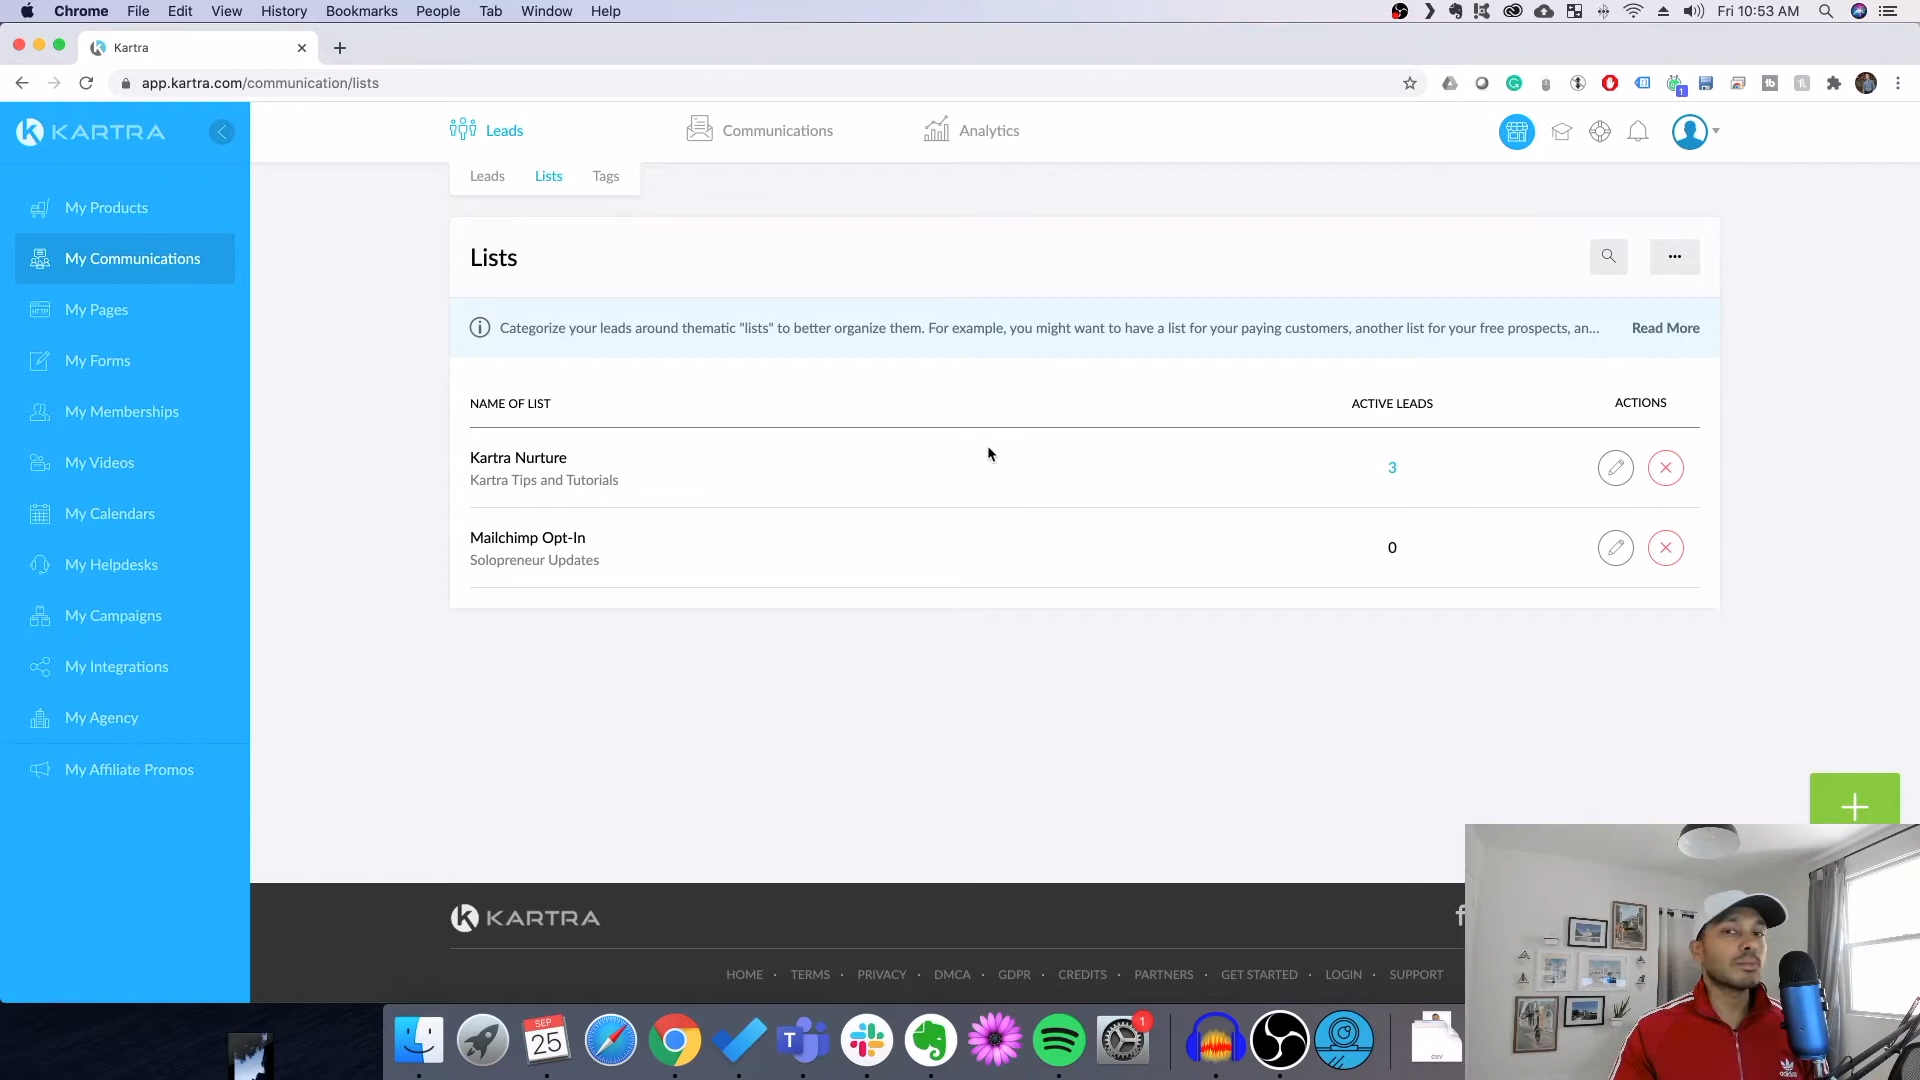 Chrome File Edit View History Bookmarks People Tab Window Help
Fri 10:53 AM
Kartra
app.kartra.com/communication/lists
1
KARTRA
My Products
My Communications
My Pages
My Forms
My Memberships
My Videos
My Calendars
My Helpdesks
My Campaigns
My Integrations
My Agency
My Affiliate Promos
Leads
Communications
Analytics
Leads Lists Tags
Lists
Categorize your leads around thematic "lists" to better organize them. For example, you might want to have a list for your paying customers, another list for your free prospects, an...
Read More
NAME OF LIST
ACTIVE LEADS
ACTIONS
Kartra Nurture
Kartra Tips and Tutorials
3
Mailchimp Opt-In
Solopreneur Updates
0
KARTRA
HOME · TERMS · PRIVACY · DMCA · GDPR · CREDITS · PARTNERS · GET STARTED · LOGIN · SUPPORT
SEP
25
T
1
CSV
adidas